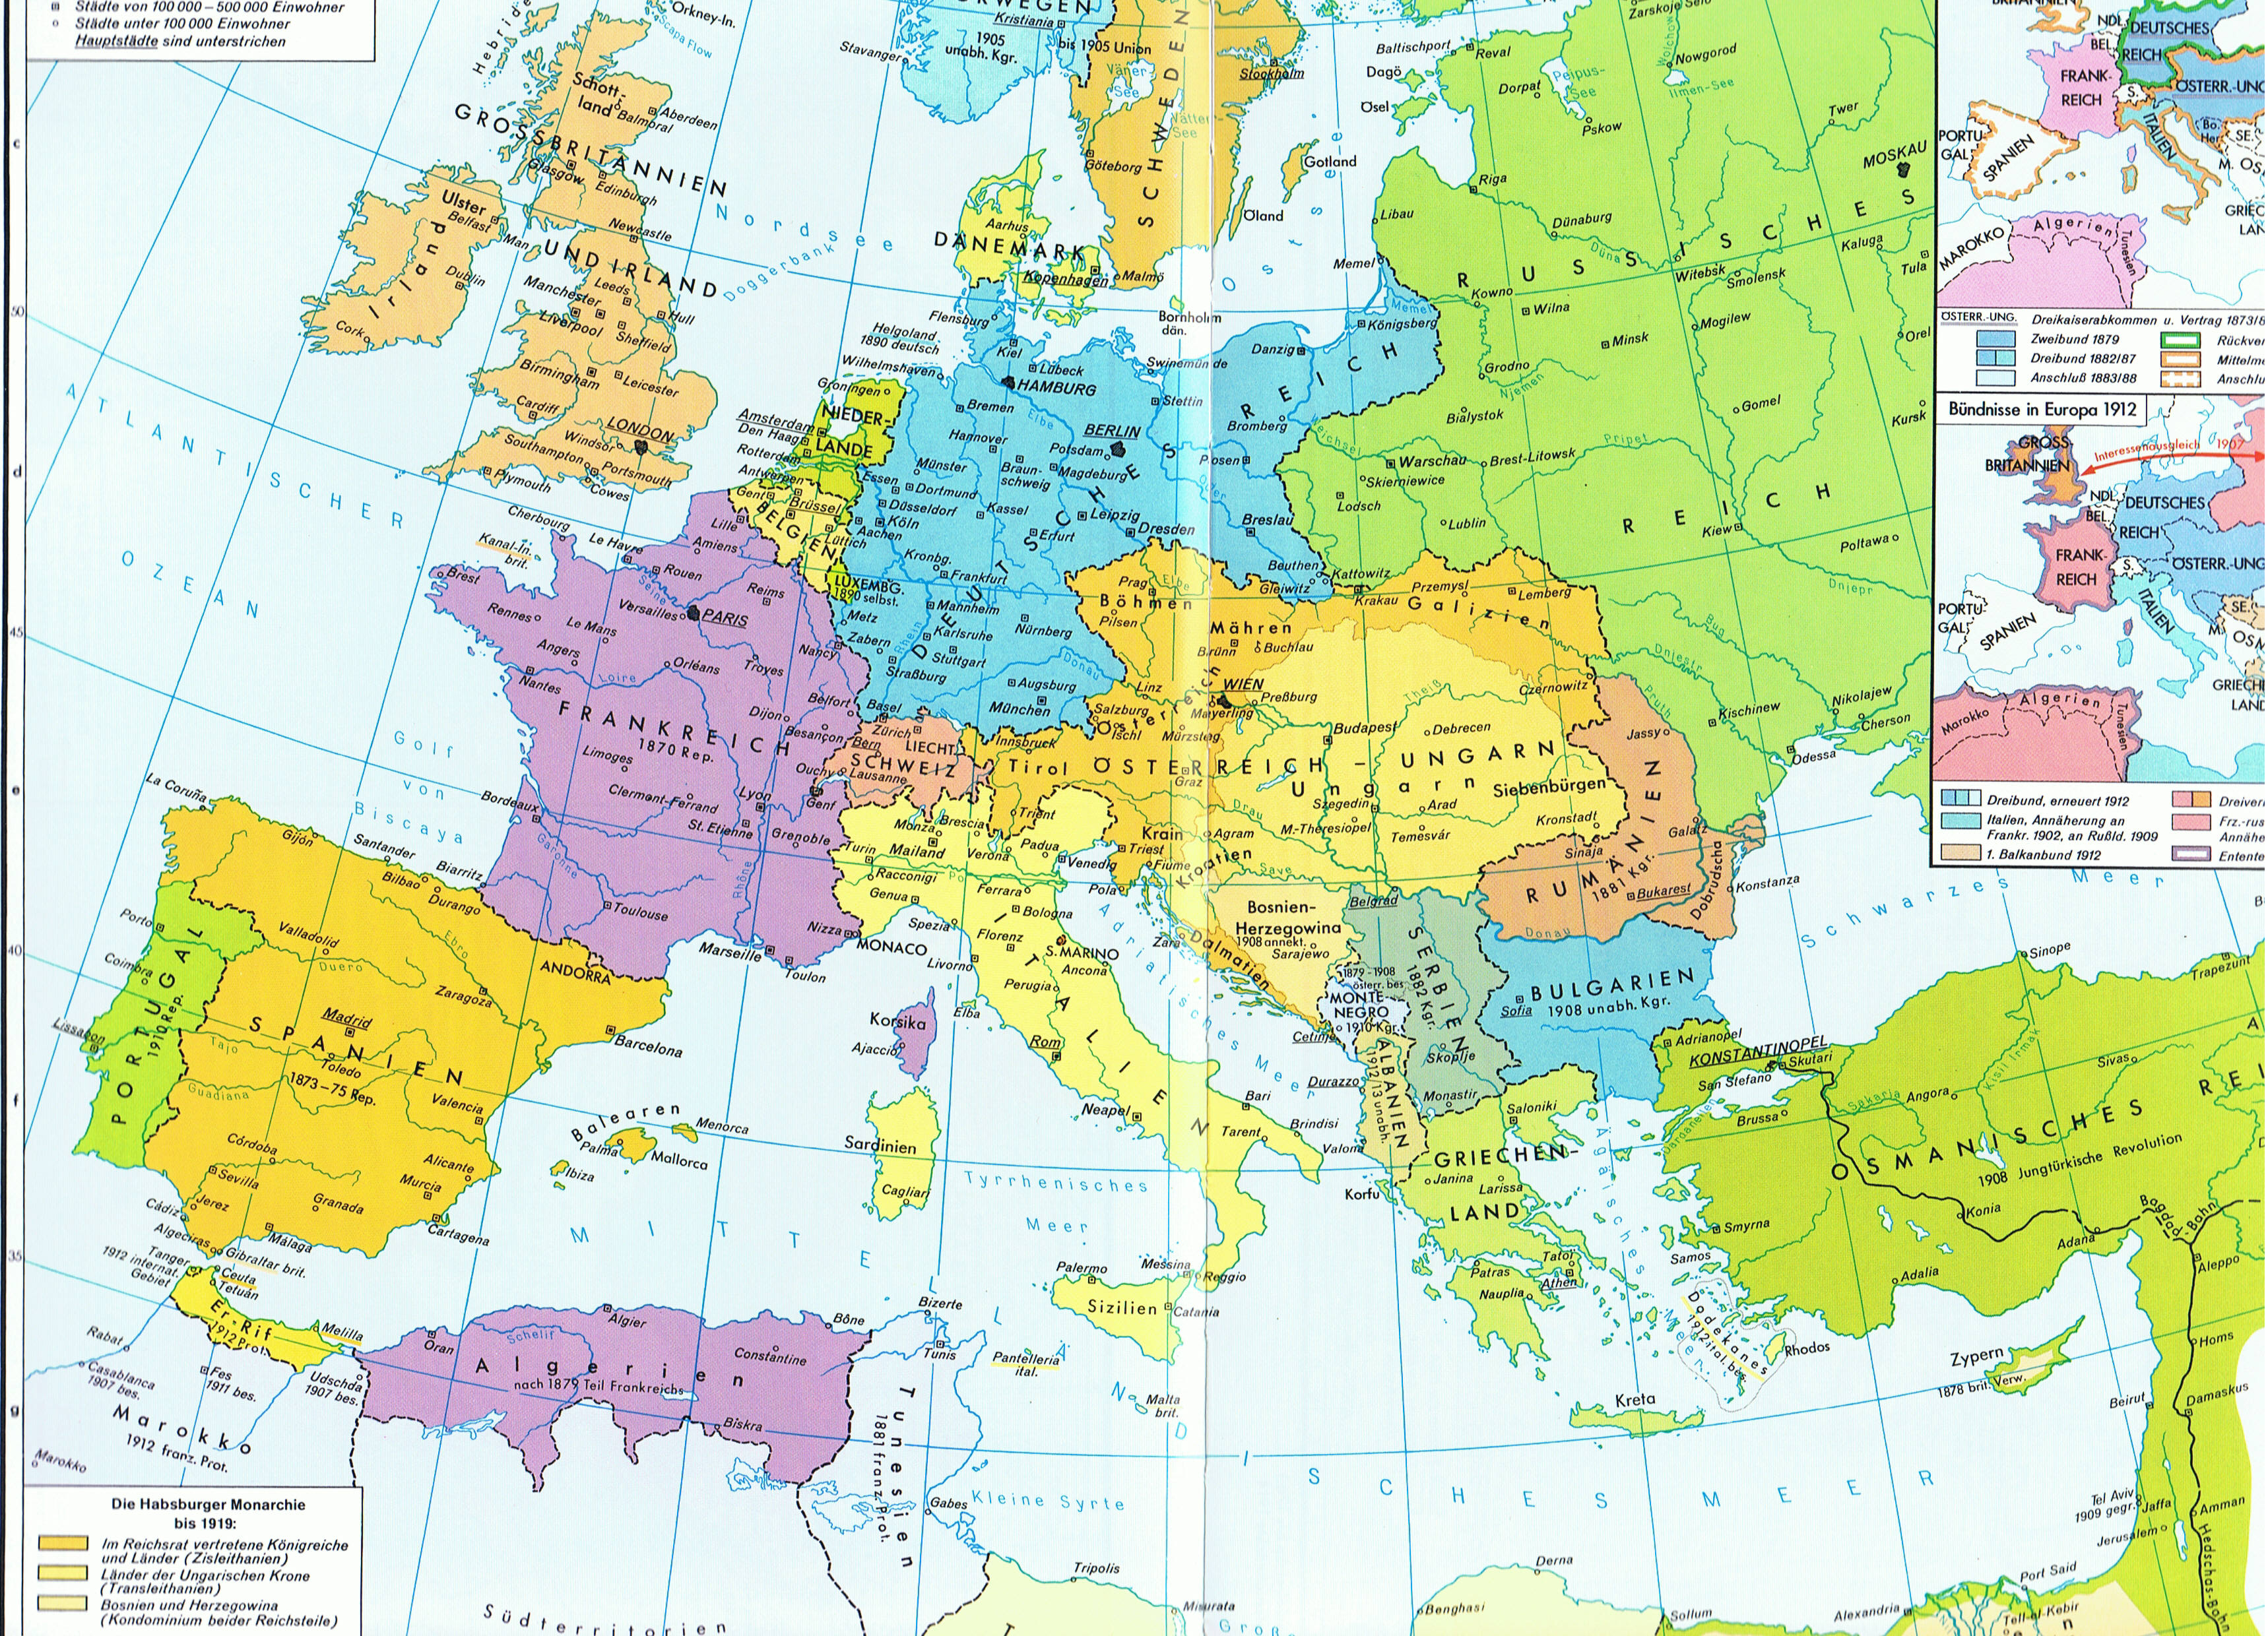 Städte von 100 000 – 500 000 Einwohner
Städte unter 100 000 Einwohner
Hauptstädte sind unterstrichen
Orkney-In.
Scapa Flow
Schott-
land
Balmoral
Aberdeen
GROSSBRITANNIEN
Glasgow
Edinburgh
Newcastle
Ulster
Belfast
Man
UND IRLAND
Irland
Dublin
Cork
Manchester
Leeds
Liverpool
Sheffield
Hull
Birmingham
Leicester
Cardiff
LONDON
Windsor
Southampton
Portsmouth
Plymouth
Cowes
Nordsee
Doggerbank
ATLANTISCHER
OZEAN
Golf
von
Biscaya
Stavanger
Kristiania
1905
unabh. Kgr.
bis 1905 Union
SCHWEDEN
Väner-
See
Vätter-
See
Stockholm
Göteborg
Malmö
Gotland
Öland
Ostsee
Bornholm
dän.
DÄNEMARK
Aarhus
Kopenhagen
Baltischport
Reval
Dagö
Ösel
Dorpat
Peipus-
See
Pskow
Nowgorod
Ilmen-See
Twer
MOSKAU
Riga
Libau
Dünaburg
Düna
Memel
Memel
Kowno
Wilna
Witebsk
Smolensk
Kaluga
Tula
Mogilew
Minsk
Orel
Grodno
Njemen
Bialystok
Gomel
Kursk
RUSSISCHES
REICH
Warschau
Skierniewice
Brest-Litowsk
Pripet
Lodsch
Lublin
Kiew
Poltawa
Dnjepr
Bug
Dnjestr
Pruth
Kischinew
Nikolajew
Cherson
Odessa
Flensburg
Helgoland
1890 deutsch
Kiel
Wilhelmshaven
Lübeck
HAMBURG
Swinemünde
Danzig
Königsberg
Stettin
Bremen
Elbe
BERLIN
Potsdam
Hannover
Braun-
schweig
Magdeburg
Bromberg
Weichsel
Posen
Oder
Münster
Essen
Dortmund
Düsseldorf
Kassel
Köln
Aachen
Leipzig
Erfurt
Dresden
Breslau
Beuthen
Kattowitz
Gleiwitz
Kronbg.
Frankfurt
Mannheim
Nürnberg
Metz
Zabern
Karlsruhe
Stuttgart
Straßburg
Rhein
Donau
Augsburg
München
DEUTSCHES REICH
Groningen
NIEDER-
LANDE
Amsterdam
Den Haag
Rotterdam
Antwerpen
Gent
Brüssel
BELGIEN
Lüttich
LUXEMBG.
1890 selbst.
Cherbourg
Kanal-In.
brit.
Le Havre
Lille
Amiens
Rouen
Reims
Seine
Brest
Versailles
PARIS
Rennes
Le Mans
Angers
Nantes
Orléans
Troyes
Nancy
Loire
FRANKREICH
1870 Rep.
Dijon
Belfort
Besançon
Limoges
Clermont-Ferrand
Lyon
St. Etienne
Grenoble
Bordeaux
Garonne
Rhône
Biarritz
Toulouse
Marseille
Toulon
Nizza
MONACO
Korsika
Ajaccio
Basel
Zürich
LIECHT.
Bern
SCHWEIZ
Ouchy
Lausanne
Genf
La Coruña
Gijón
Santander
Bilbao
Durango
Ebro
ANDORRA
Porto
Coimbra
Lissabon
PORTUGAL
1910 Rep.
Valladolid
Duero
Zaragoza
Madrid
SPANIEN
Tajo
Toledo
1873–75 Rep.
Guadiana
Barcelona
Valencia
Córdoba
Alicante
Murcia
Sevilla
Jerez
Granada
Cádiz
Algeciras
Gibraltar brit.
Málaga
Cartagena
Balearen
Palma
Mallorca
Menorca
Ibiza
Tanger
1912 internat.
Gebiet
Ceuta
Tetuán
Er-Rif
1912 Prot.
Melilla
Rabat
Casablanca
1907 bes.
Fes
1911 bes.
Udschda
1907 bes.
Marokko
1912 franz. Prot.
Marokko
Oran
Schelif
Algier
Bône
Constantine
Algerien
nach 1879 Teil Frankreichs
Biskra
Bizerte
Tunis
Tunesien
1881 franz. Prot.
Gabes
Kleine Syrte
Südterritorien
Tripolis
Misurata
Derna
Benghasi
Sollum
Alexandria
Port Said
Tell-el-Kebir
Prag
Elbe
Böhmen
Pilsen
Mähren
Brünn
Buchlau
Krakau
Przemysl
Galizien
Lemberg
Czernowitz
Linz
WIEN
Preßburg
Mayerling
Salzburg
Ischl
Österreich
Mürzsteg
Innsbruck
Tirol
ÖSTERREICH – UNGARN
Graz
Theiß
Budapest
Debrecen
Ungarn
Siebenbürgen
Drau
Szegedin
Arad
M.-Theresiopel
Temesvár
Kronstadt
Krain
Agram
Triest
Fiume
Kroatien
Save
Trient
Pola
Bosnien-
Herzegowina
1908 annekt.
Sarajewo
Zara
Dalmatien
Brescia
Monza
Mailand
Verona
Padua
Venedig
Turin
Po
Racconigi
Ferrara
Genua
Bologna
Spezia
Florenz
S. MARINO
Ancona
Livorno
Perugia
Elba
ITALIEN
Rom
Neapel
Bari
Brindisi
Tarent
Sardinien
Cagliari
Tyrrhenisches
Meer
Palermo
Messina
Reggio
Sizilien
Catania
Pantelleria
ital.
Malta
brit.
Adriatisches Meer
MITTELLÄNDISCHES MEER
Jassy
RUMÄNIEN
1881 Kgr.
Galatz
Sinaja
Bukarest
Dobrudscha
Konstanza
Donau
Belgrad
SERBIEN
1882 Kgr.
1879 - 1908
österr. bes.
MONTE-
NEGRO
1910 Kgr.
Cetinje
Skoplje
Monastir
ALBANIEN
1912/13 unabh.
Durazzo
Valona
Sofia
BULGARIEN
1908 unabh. Kgr.
Adrianopel
KONSTANTINOPEL
Skutari
San Stefano
Dardanellen
Brussa
Saloniki
GRIECHEN-
LAND
Janina
Larissa
Korfu
Patras
Tatoi
Athen
Nauplia
Ägäisches Meer
Kreta
Samos
Smyrna
Dodekanes
1912 ital. bes.
Rhodos
Schwarzes Meer
Sinope
Trapezunt
Sakaria
Angora
Kisil Irmak
Sivas
OSMANISCHES REI
1908 Jungtürkische Revolution
Konia
Bagdad-Bahn
Adana
Adalia
Aleppo
Zypern
1878 brit. Verw.
Homs
Beirut
Damaskus
Tel Aviv
1909 gegr.
Jaffa
Amman
Jerusalem
Hedschas-Bahn
Die Habsburger Monarchie
bis 1919:
Im Reichsrat vertretene Königreiche
und Länder (Zisleithanien)
Länder der Ungarischen Krone
(Transleithanien)
Bosnien und Herzegowina
(Kondominium beider Reichsteile)
NDL.
BEL.
DEUTSCHES
REICH
FRANK-
REICH
S.
ÖSTERR.-UNG
ITALIEN
Bo.
Her.
SE.
M.
PORTU-
GAL
SPANIEN
MAROKKO
Algerien
Tunesien
ÖSTERR.-UNG.
Dreikaiserabkommen u. Vertrag 1873/8
Zweibund 1879
Dreibund 1882/87
Anschluß 1883/88
Rückver
Mittelme
Anschlu
Bündnisse in Europa 1912
GROSS-
BRITANNIEN
Interessenausgleich 1907
NDL.
BEL.
DEUTSCHES
REICH
FRANK-
REICH
S.
ÖSTERR.-UNG
ITALIEN
SE.
M.
PORTU-
GAL
SPANIEN
GRIECH
LAND
Marokko
Algerien
Tunesien
Dreibund, erneuert 1912
Italien, Annäherung an
Frankr. 1902, an Rußld. 1909
1. Balkanbund 1912
Dreiver
Frz.-rus
Annähe
Entente